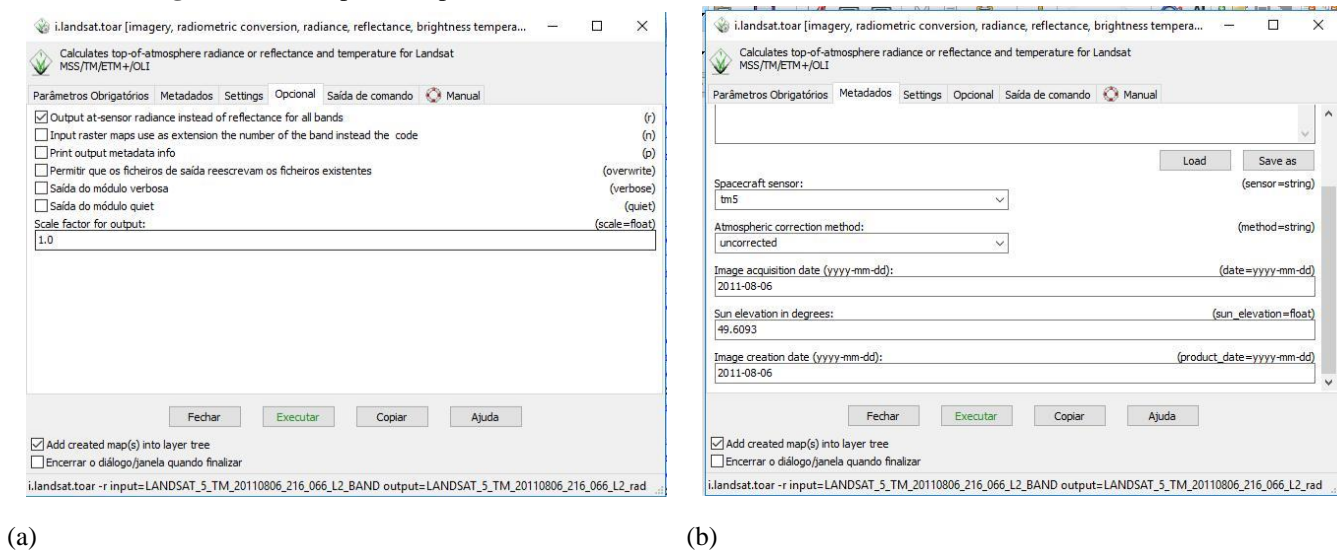 i.landsat.toar [imagery, radiometric conversion, radiance, reflectance, brightness tempera...
Calculates top-of-atmosphere radiance or reflectance and temperature for Landsat
MSS/TM/ETM+/OLI
Parâmetros Obrigatórios Metadados Settings Opcional Saída de comando Manual
Output at-sensor radiance instead of reflectance for all bands (r)
Input raster maps use as extension the number of the band instead the code (n)
Print output metadata info (p)
Permitir que os ficheiros de saída reescrevam os ficheiros existentes (overwrite)
Saída do módulo verbosa (verbose)
Saída do módulo quiet (quiet)
Scale factor for output: (scale=float)
1.0
Fechar Executar Copiar Ajuda
Add created map(s) into layer tree
Encerrar o diálogo/janela quando finalizar
i.landsat.toar -r input=LANDSAT_5_TM_20110806_216_066_L2_BAND output=LANDSAT_5_TM_20110806_216_066_L2_rad
(a)
i.landsat.toar [imagery, radiometric conversion, radiance, reflectance, brightness tempera...
Calculates top-of-atmosphere radiance or reflectance and temperature for Landsat
MSS/TM/ETM+/OLI
Parâmetros Obrigatórios Metadados Settings Opcional Saída de comando Manual
Load Save as
Spacecraft sensor: (sensor=string)
tm5
Atmospheric correction method: (method=string)
uncorrected
Image acquisition date (yyyy-mm-dd): (date=yyyy-mm-dd)
2011-08-06
Sun elevation in degrees: (sun_elevation=float)
49.6093
Image creation date (yyyy-mm-dd): (product_date=yyyy-mm-dd)
2011-08-06
Fechar Executar Copiar Ajuda
Add created map(s) into layer tree
Encerrar o diálogo/janela quando finalizar
i.landsat.toar -r input=LANDSAT_5_TM_20110806_216_066_L2_BAND output=LANDSAT_5_TM_20110806_216_066_L2_rad
(b)